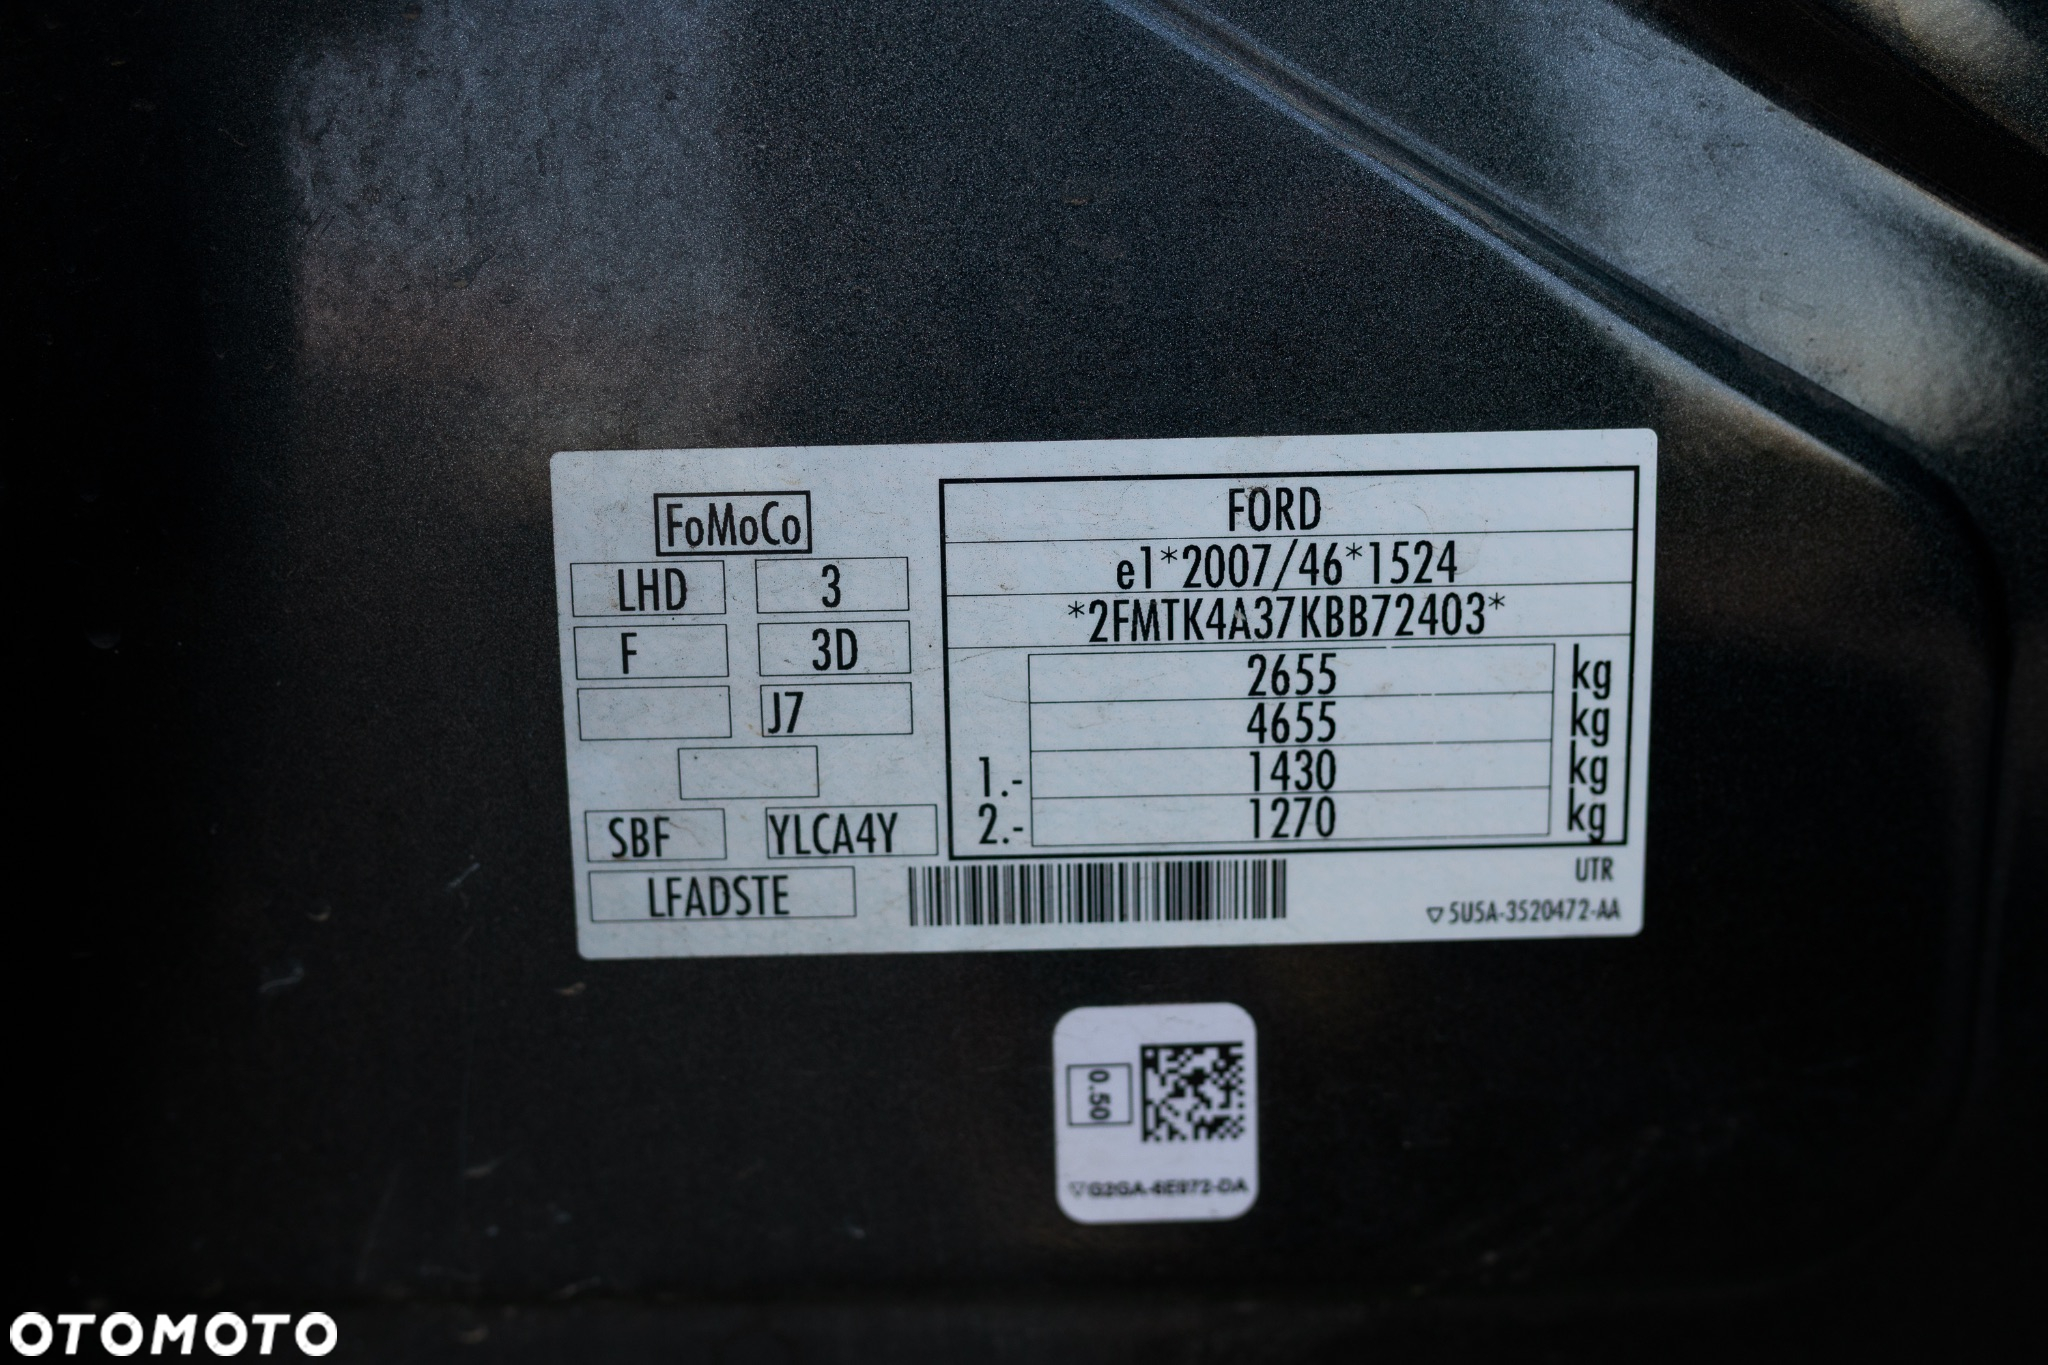 FoMoCo
LHD 3
F 3D
J7
SBF YLCA4Y
LFADSTE
FORD
e1*2007/46*1524
*2FMTK4A37KBB72403*
2655 kg
4655 kg
1.- 1430 kg
2.- 1270 kg
UTR
5U5A-3520472-AA
0.50
OTOMOTO